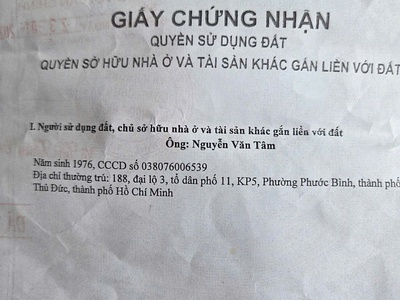 GIẤY CHỨNG NHẬN
QUYỀN SỬ DỤNG ĐẤT
QUYỀN SỞ HỮU NHÀ Ở VÀ TÀI SẢN KHÁC GẮN LIỀN VỚI ĐẤT
I. Người sử dụng đất, chủ sở hữu nhà ở và tài sản khác gắn liền với đất
Ông: Nguyễn Văn Tâm
Năm sinh 1976, CCCD số 038076006539
Địa chỉ thường trú: 188, đại lộ 3, tổ dân phố 11, KP5, Phường Phước Bình, thành phố
Thủ Đức, thành phố Hồ Chí Minh